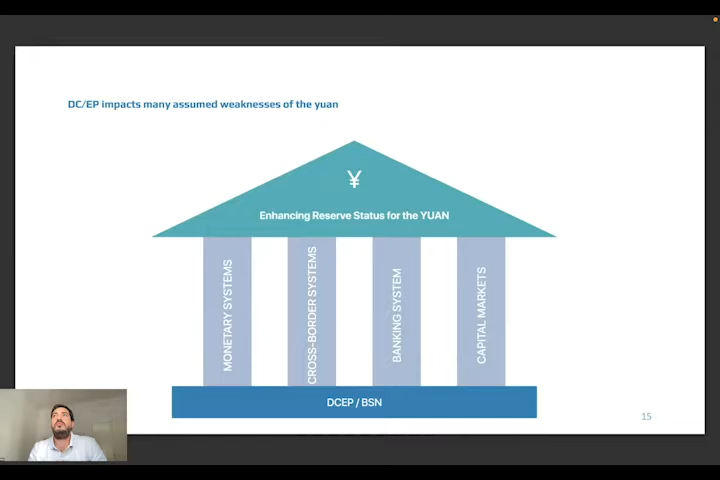 DC/EP impacts many assumed weaknesses of the yuan
¥
Enhancing Reserve Status for the YUAN
MONETARY SYSTEMS
CROSS-BORDER SYSTEMS
BANKING SYSTEM
CAPITAL MARKETS
DCEP / BSN
15